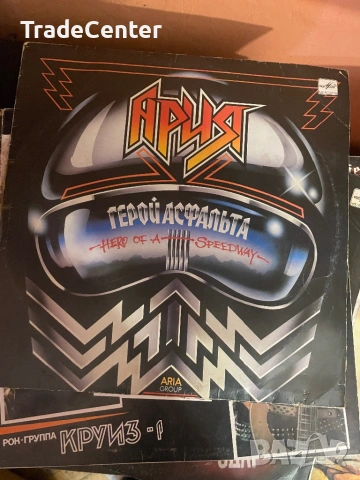 TradeCenter
АРИЯ
ГЕРОЙ АСФАЛЬТА
HERO OF A SPEEDWAY
ARIA
GROUP
РОК-ГРУППА КРУИЗ-1